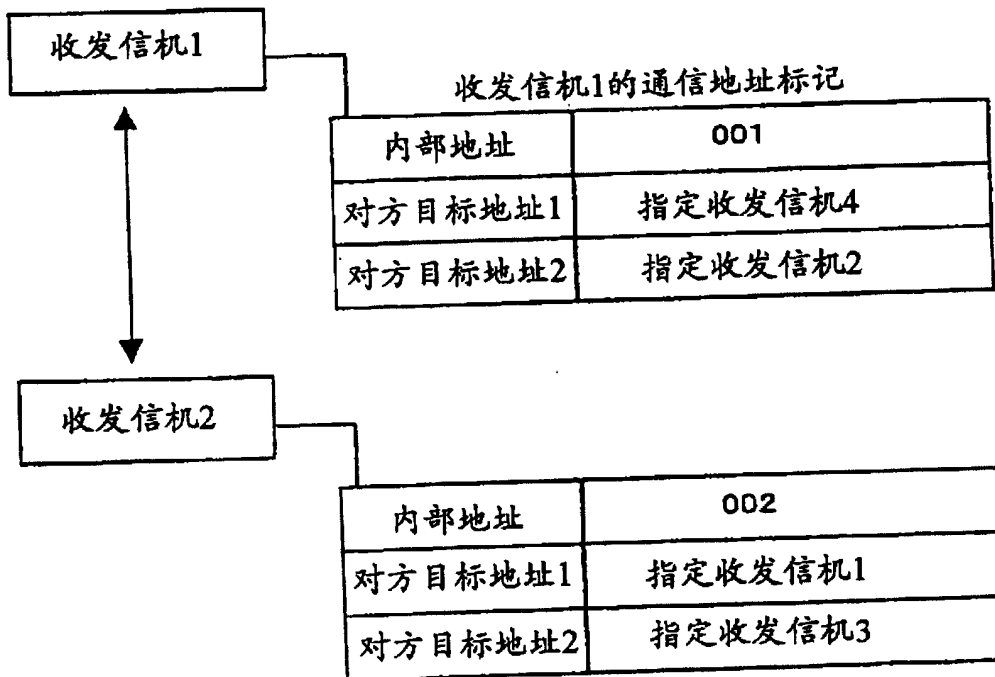 收发信机1
收发信机1的通信地址标记
内部地址 001
对方目标地址1 指定收发信机4
对方目标地址2 指定收发信机2
收发信机2
内部地址 002
对方目标地址1 指定收发信机1
对方目标地址2 指定收发信机3